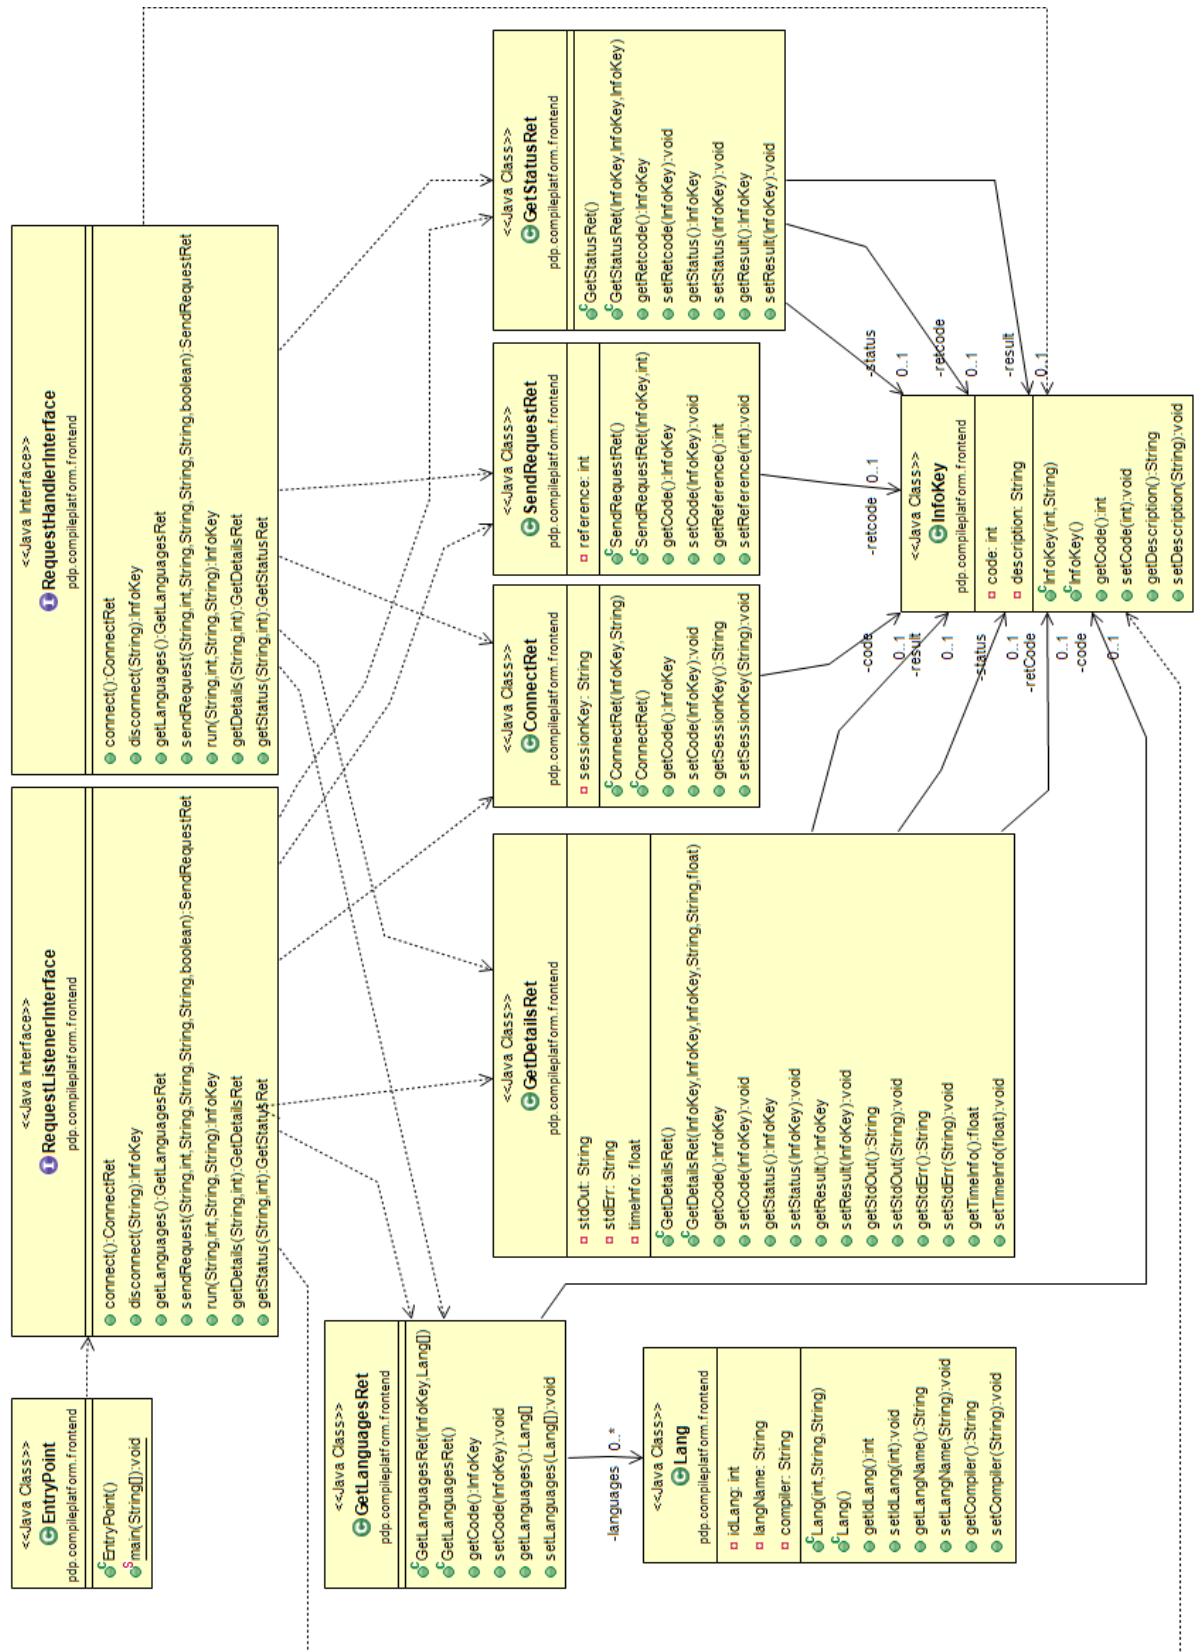 <<Java Class>>
EntryPoint
pdp.compileplatform.frontend
EntryPoint()
main(String[]):void
<<Java Interface>>
RequestListenerInterface
pdp.compileplatform.frontend
connect():ConnectRet
disconnect(String):InfoKey
getLanguages():GetLanguagesRet
sendRequest(String,int,String,String,String,boolean):SendRequestRet
run(String,int,String,String):InfoKey
getDetails(String,int):GetDetailsRet
getStatus(String,int):GetStatusRet
<<Java Interface>>
RequestHandlerInterface
pdp.compileplatform.frontend
connect():ConnectRet
disconnect(String):InfoKey
getLanguages():GetLanguagesRet
sendRequest(String,int,String,String,String,boolean):SendRequestRet
run(String,int,String,String):InfoKey
getDetails(String,int):GetDetailsRet
getStatus(String,int):GetStatusRet
<<Java Class>>
GetLanguagesRet
pdp.compileplatform.frontend
GetLanguagesRet(InfoKey,Lang[])
GetLanguagesRet()
getCode():InfoKey
setCode(InfoKey):void
getLanguages():Lang[]
setLanguages(Lang[]):void
-languages 0..*
<<Java Class>>
Lang
pdp.compileplatform.frontend
idLang: int
langName: String
compiler: String
Lang(int,String,String)
Lang()
getIdLang():int
setIdLang(int):void
getLangName():String
setLangName(String):void
getCompiler():String
setCompiler(String):void
<<Java Class>>
GetDetailsRet
pdp.compileplatform.frontend
stdOut: String
stdErr: String
timeInfo: float
GetDetailsRet()
GetDetailsRet(InfoKey,InfoKey,InfoKey,String,String,float)
getCode():InfoKey
setCode(InfoKey):void
getStatus():InfoKey
setStatus(InfoKey):void
getResult():InfoKey
setResult(InfoKey):void
getStdOut():String
setStdOut(String):void
getStdErr():String
setStdErr(String):void
getTimeInfo():float
setTimeInfo(float):void
<<Java Class>>
ConnectRet
pdp.compileplatform.frontend
sessionKey: String
ConnectRet(InfoKey,String)
ConnectRet()
getCode():InfoKey
setCode(InfoKey):void
getSessionKey():String
setSessionKey(String):void
<<Java Class>>
SendRequestRet
pdp.compileplatform.frontend
reference: int
SendRequestRet()
SendRequestRet(InfoKey,int)
getCode():InfoKey
setCode(InfoKey):void
getReference():int
setReference(int):void
<<Java Class>>
GetStatusRet
pdp.compileplatform.frontend
GetStatusRet()
GetStatusRet(InfoKey,InfoKey,InfoKey)
getRetcode():InfoKey
setRetcode(InfoKey):void
getStatus():InfoKey
setStatus(InfoKey):void
getResult():InfoKey
setResult(InfoKey):void
-code
0..1
-result
0..1
-status
0..1
-retCode
0..1
-code
0..1
-retcode 0..1
-status
0..1
-retcode
0..1
-result
0..1
<<Java Class>>
InfoKey
pdp.compileplatform.frontend
code: int
description: String
InfoKey(int,String)
InfoKey()
getCode():int
setCode(int):void
getDescription():String
setDescription(String):void